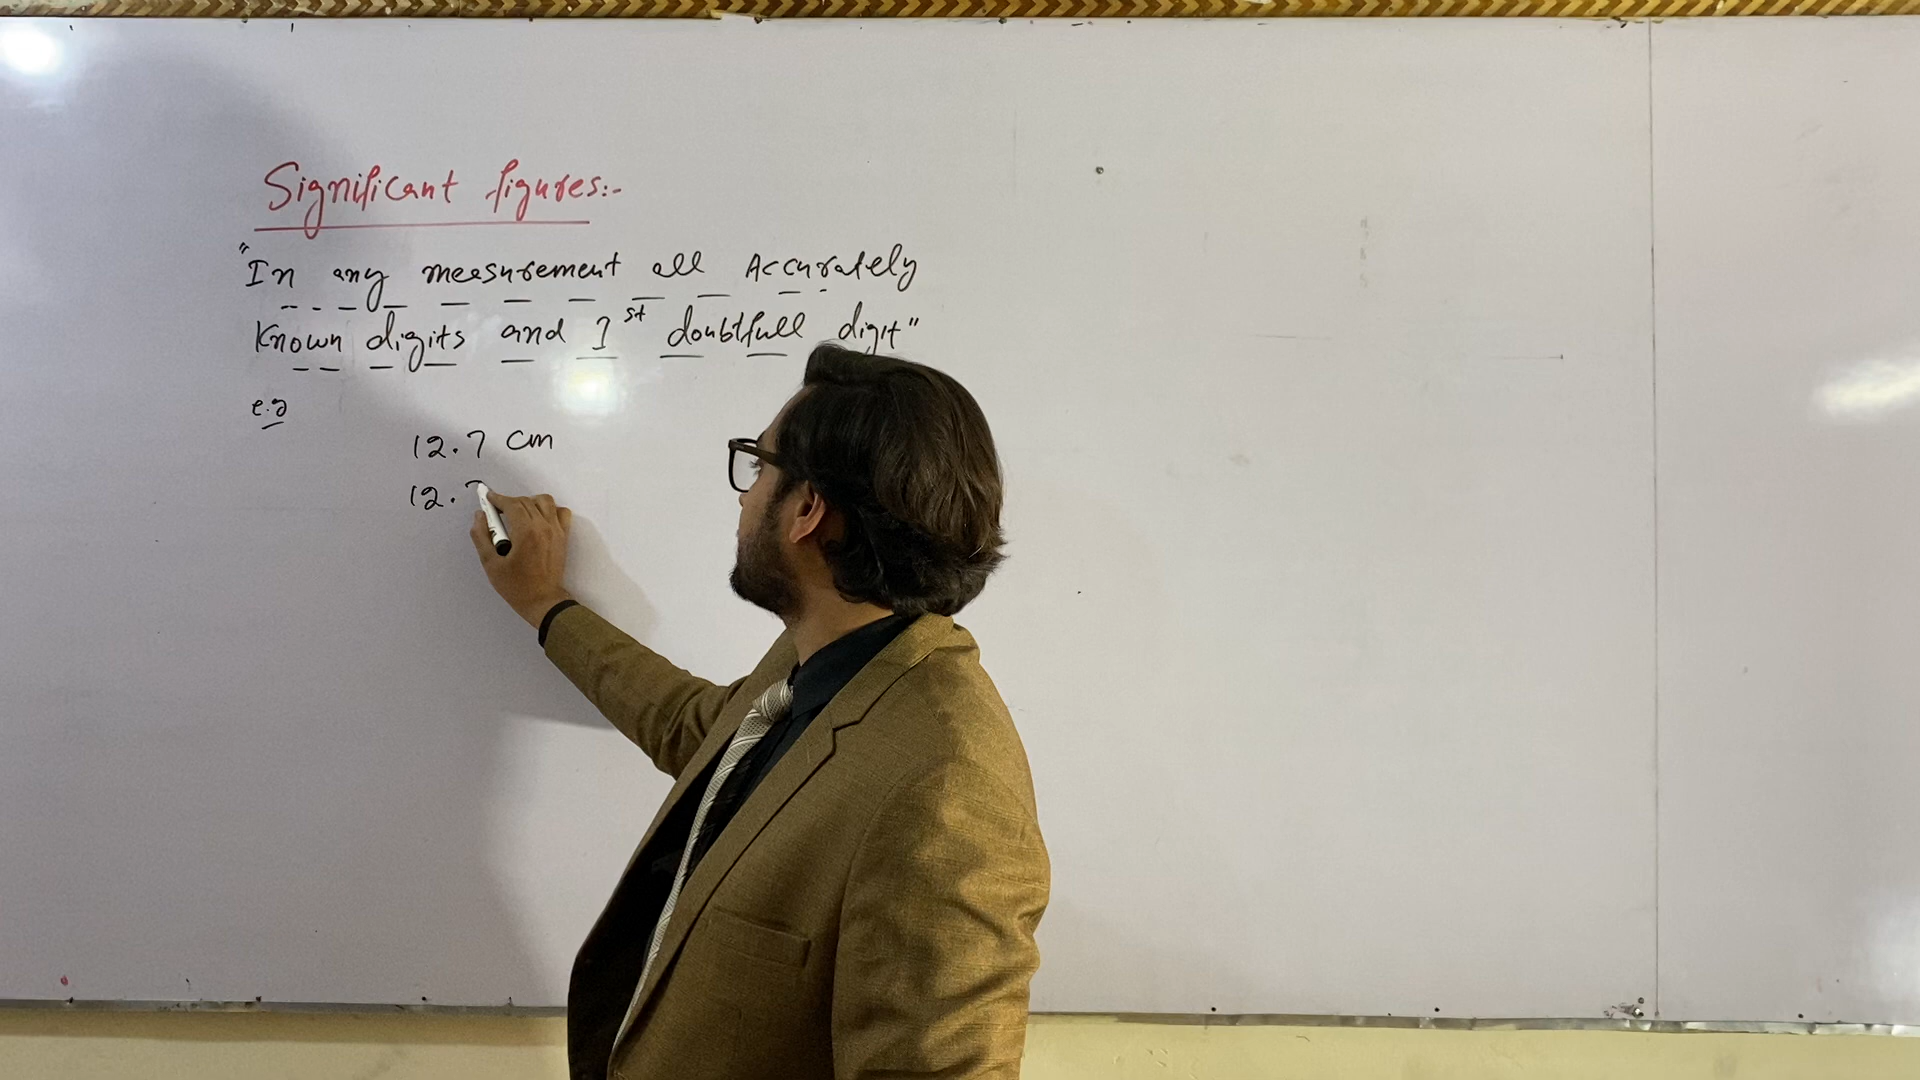 Significant figures:-
"In any measurement all Accurately
Known digits and 1st doubtfull digit"
e.g
12.7 cm
12.